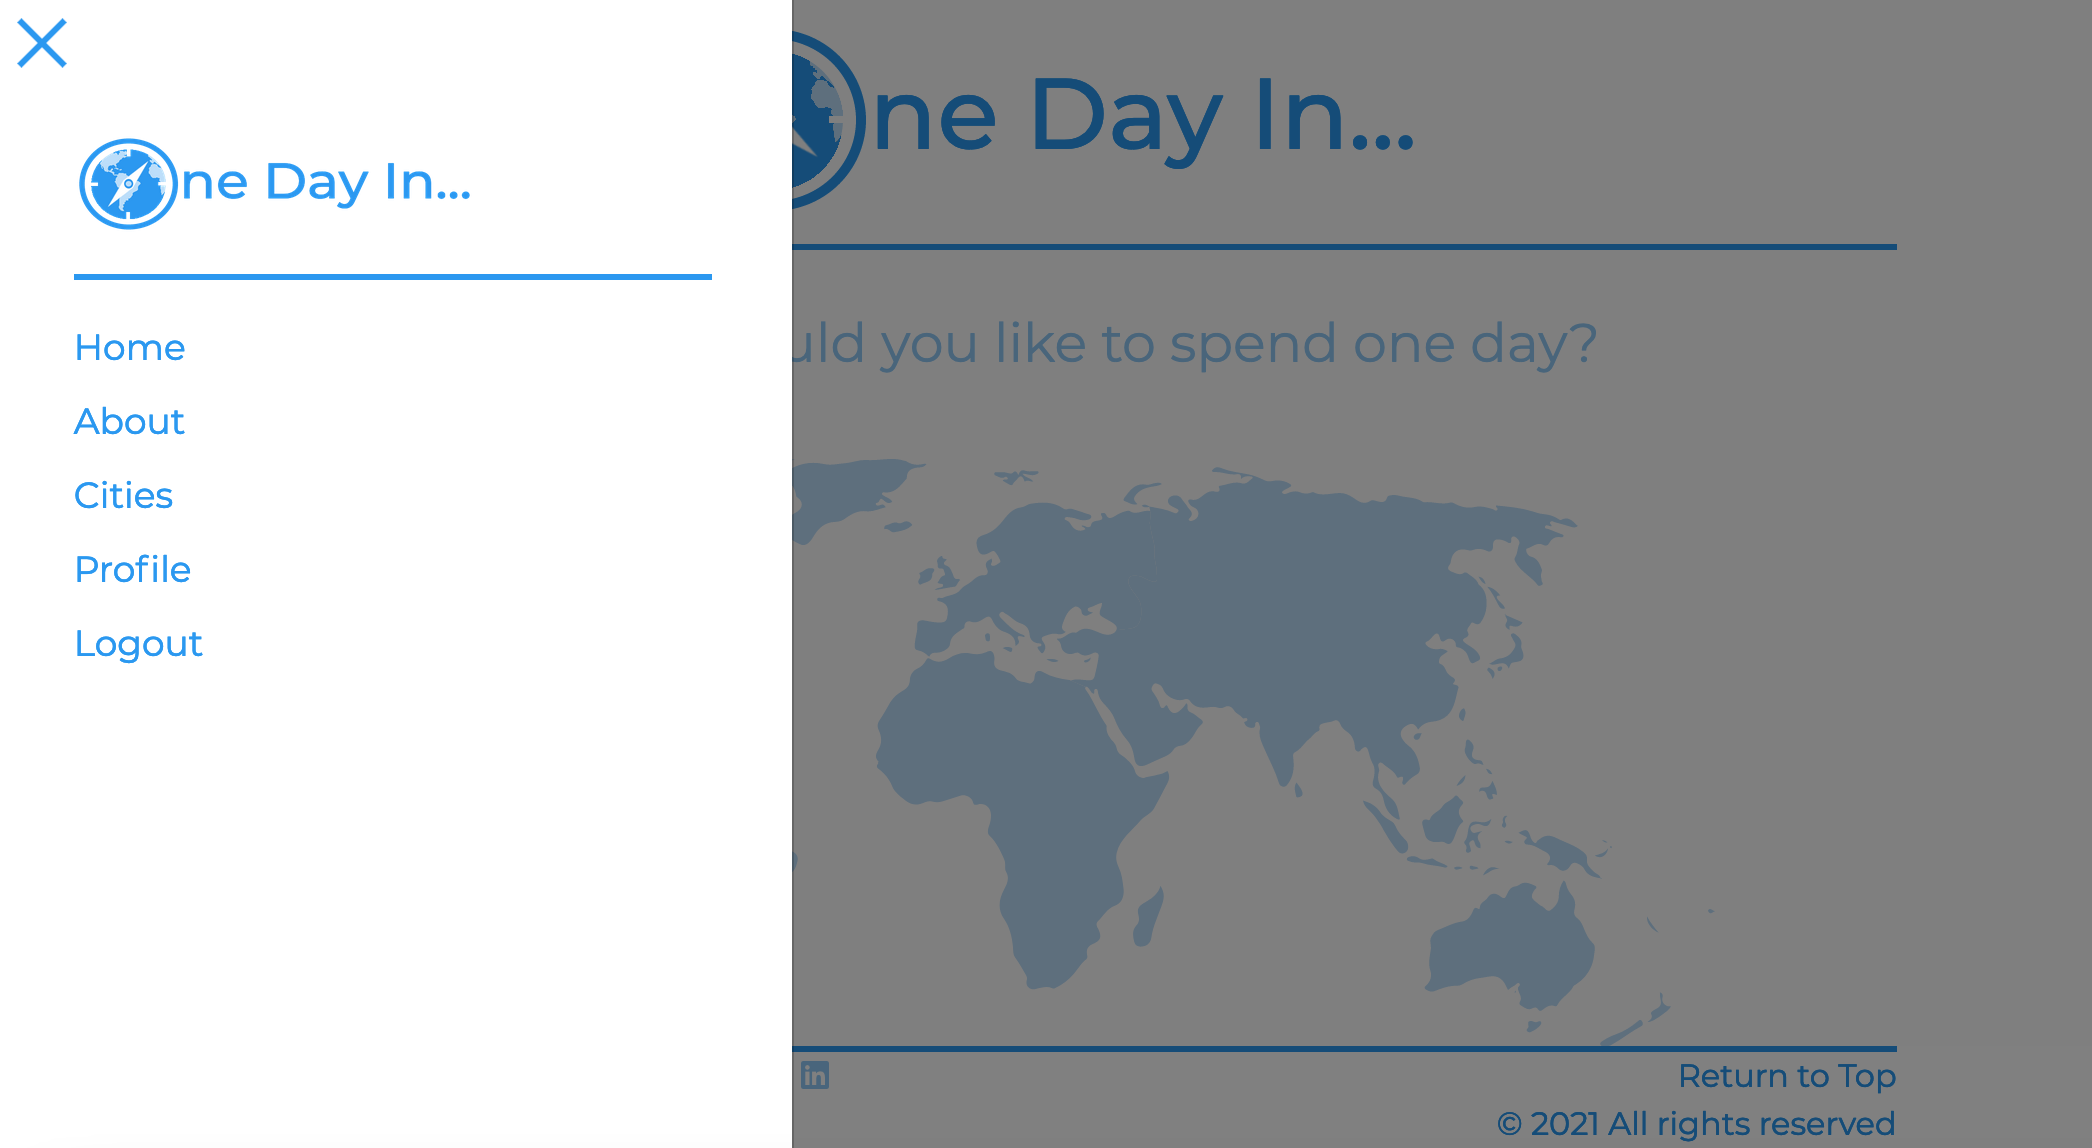 ne Day In...
Home
About
Cities
Profile
Logout
ne Day In...
uld you like to spend one day?
in
Return to Top
© 2021 All rights reserved